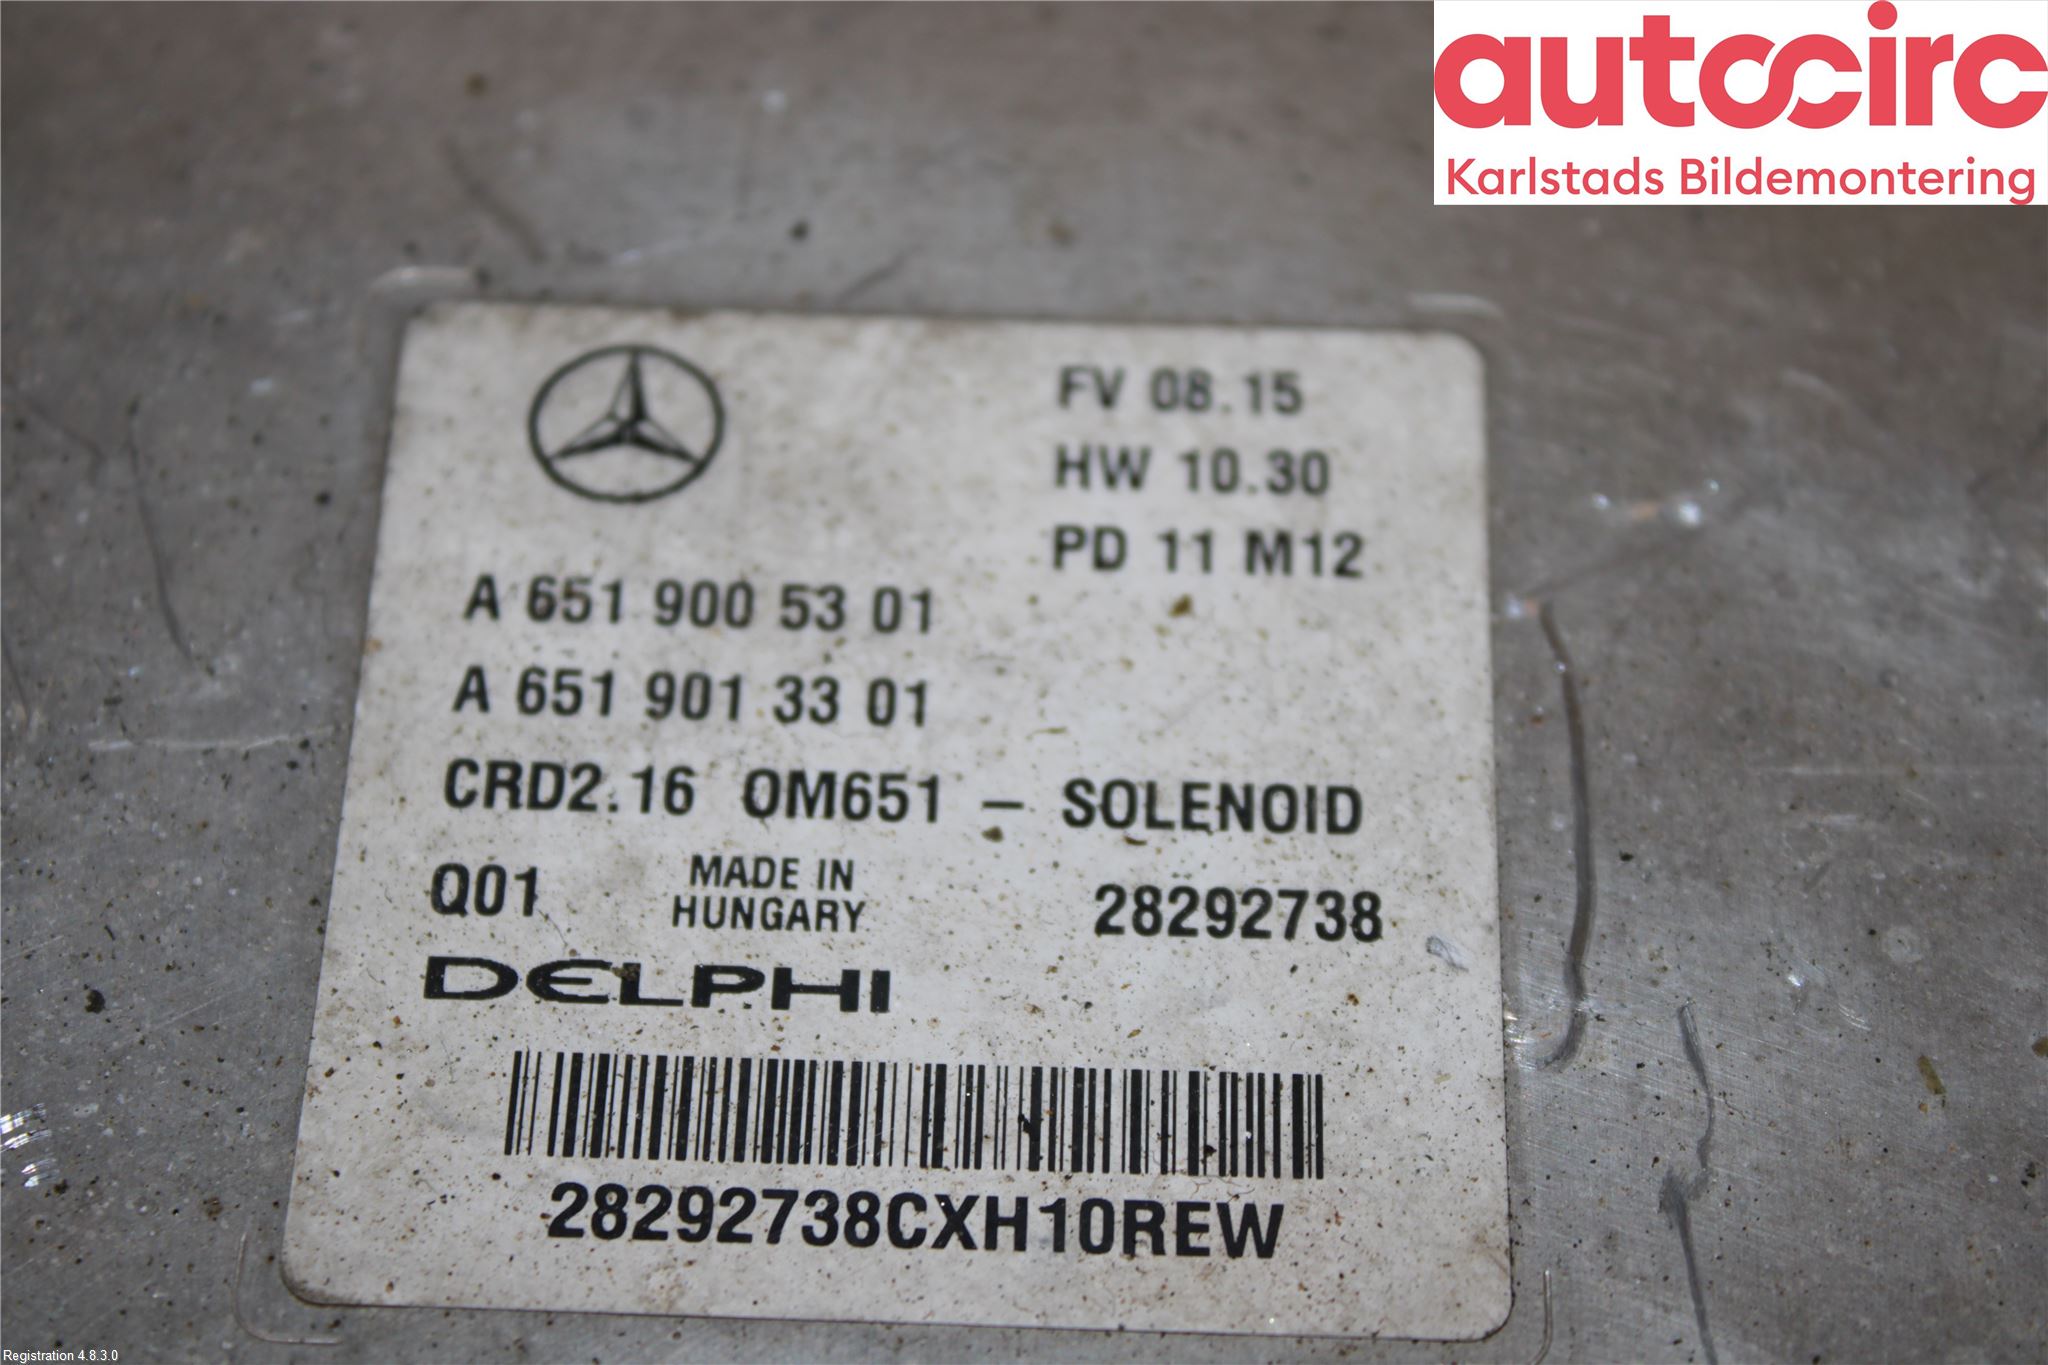 autocirc
Karlstads Bildemontering
FV 08.15
HW 10.30
PD 11 M12
A 651 900 53 01
A 651 901 33 01
CRD2.16 OM651 – SOLENOID
Q01 MADE IN HUNGARY 28292738
DELPHI
28292738CXH10REW
Registration 4.8.3.0